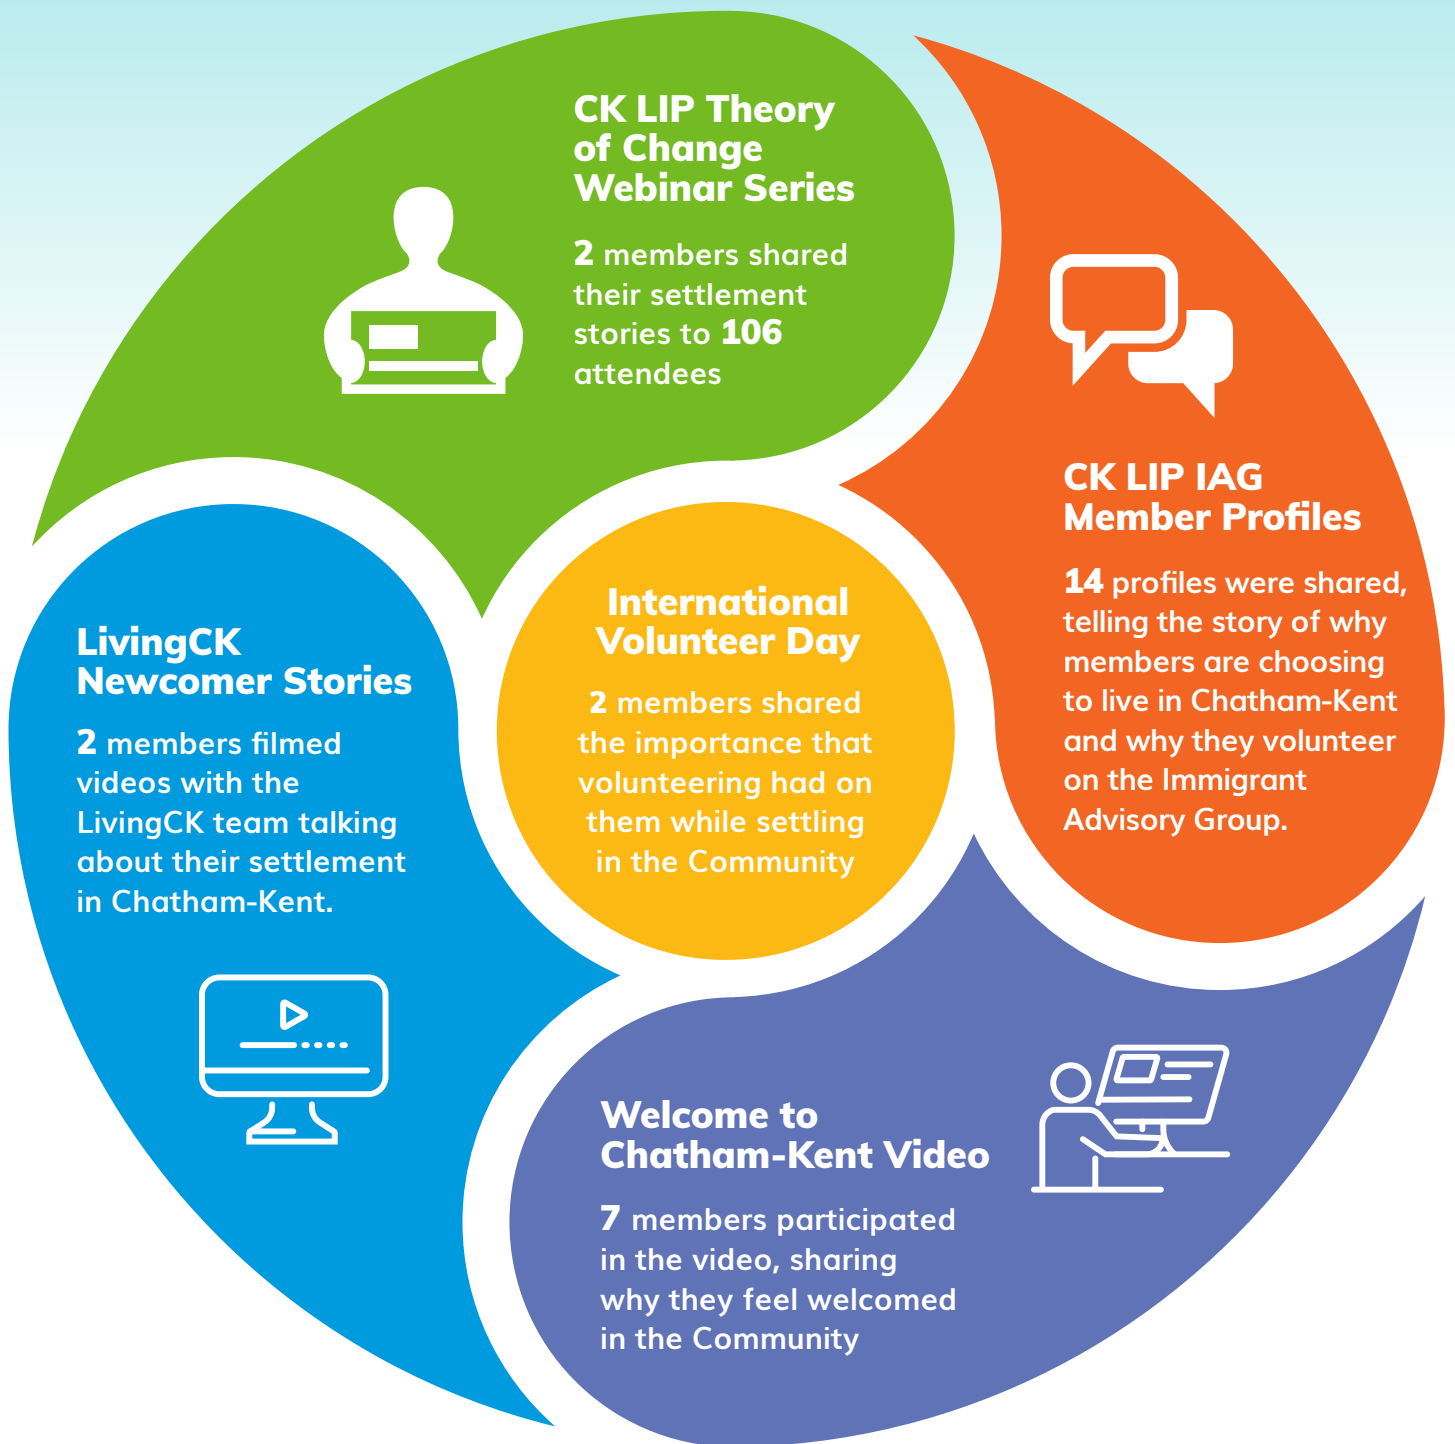 CK LIP Theory
of Change
Webinar Series
2 members shared
their settlement
stories to 106
attendees
CK LIP IAG
Member Profiles
14 profiles were shared,
telling the story of why
members are choosing
to live in Chatham-Kent
and why they volunteer
on the Immigrant
Advisory Group.
International
Volunteer Day
2 members shared
the importance that
volunteering had on
them while settling
in the Community
LivingCK
Newcomer Stories
2 members filmed
videos with the
LivingCK team talking
about their settlement
in Chatham-Kent.
Welcome to
Chatham-Kent Video
7 members participated
in the video, sharing
why they feel welcomed
in the Community